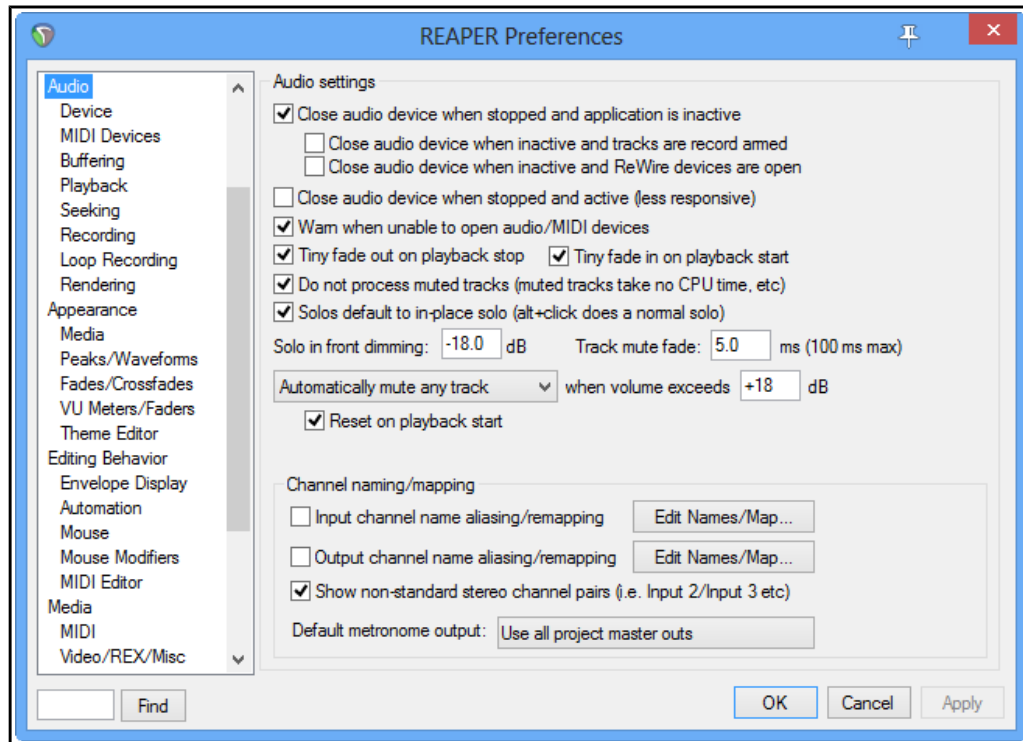 REAPER Preferences
Audio
Device
MIDI Devices
Buffering
Playback
Seeking
Recording
Loop Recording
Rendering
Appearance
Media
Peaks/Waveforms
Fades/Crossfades
VU Meters/Faders
Theme Editor
Editing Behavior
Envelope Display
Automation
Mouse
Mouse Modifiers
MIDI Editor
Media
MIDI
Video/REX/Misc
Find
Audio settings
Close audio device when stopped and application is inactive
Close audio device when inactive and tracks are record armed
Close audio device when inactive and ReWire devices are open
Close audio device when stopped and active (less responsive)
Warn when unable to open audio/MIDI devices
Tiny fade out on playback stop Tiny fade in on playback start
Do not process muted tracks (muted tracks take no CPU time, etc)
Solos default to in-place solo (alt+click does a normal solo)
Solo in front dimming: -18.0 dB Track mute fade: 5.0 ms (100 ms max)
Automatically mute any track when volume exceeds +18 dB
Reset on playback start
Channel naming/mapping
Input channel name aliasing/remapping Edit Names/Map...
Output channel name aliasing/remapping Edit Names/Map...
Show non-standard stereo channel pairs (i.e. Input 2/Input 3 etc)
Default metronome output: Use all project master outs
OK Cancel Apply